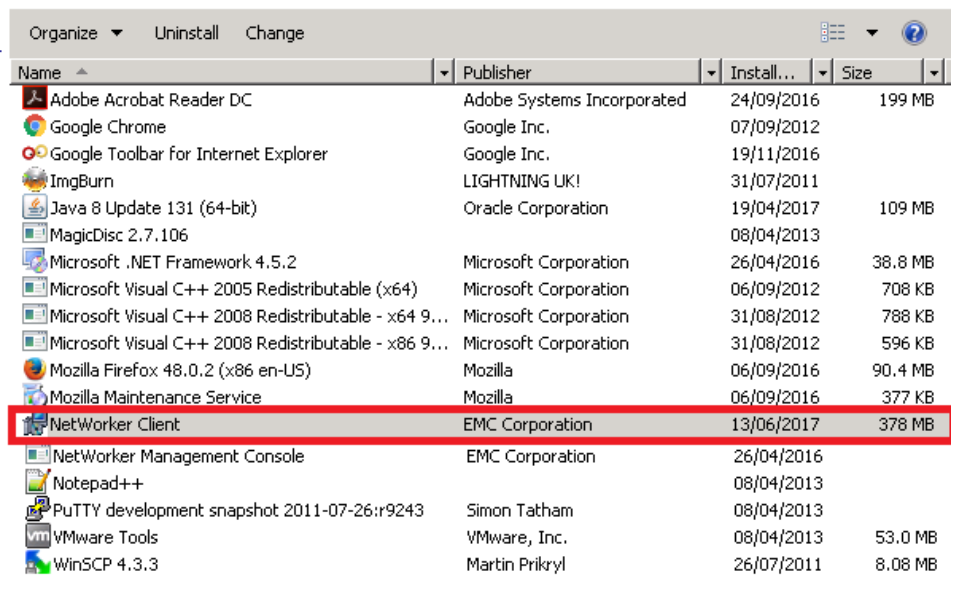 Organize Uninstall Change
Name Publisher Install... Size
Adobe Acrobat Reader DC Adobe Systems Incorporated 24/09/2016 199 MB
Google Chrome Google Inc. 07/09/2012
Google Toolbar for Internet Explorer Google Inc. 19/11/2016
ImgBurn LIGHTNING UK! 31/07/2011
Java 8 Update 131 (64-bit) Oracle Corporation 19/04/2017 109 MB
MagicDisc 2.7.106 08/04/2013
Microsoft .NET Framework 4.5.2 Microsoft Corporation 26/04/2016 38.8 MB
Microsoft Visual C++ 2005 Redistributable (x64) Microsoft Corporation 06/09/2012 708 KB
Microsoft Visual C++ 2008 Redistributable - x64 9... Microsoft Corporation 31/08/2012 788 KB
Microsoft Visual C++ 2008 Redistributable - x86 9... Microsoft Corporation 31/08/2012 596 KB
Mozilla Firefox 48.0.2 (x86 en-US) Mozilla 06/09/2016 90.4 MB
Mozilla Maintenance Service Mozilla 06/09/2016 377 KB
NetWorker Client EMC Corporation 13/06/2017 378 MB
NetWorker Management Console EMC Corporation 26/04/2016
Notepad++ 08/04/2013
PuTTY development snapshot 2011-07-26:r9243 Simon Tatham 08/04/2013
vm VMware Tools VMware, Inc. 08/04/2013 53.0 MB
WinSCP 4.3.3 Martin Prikryl 26/07/2011 8.08 MB